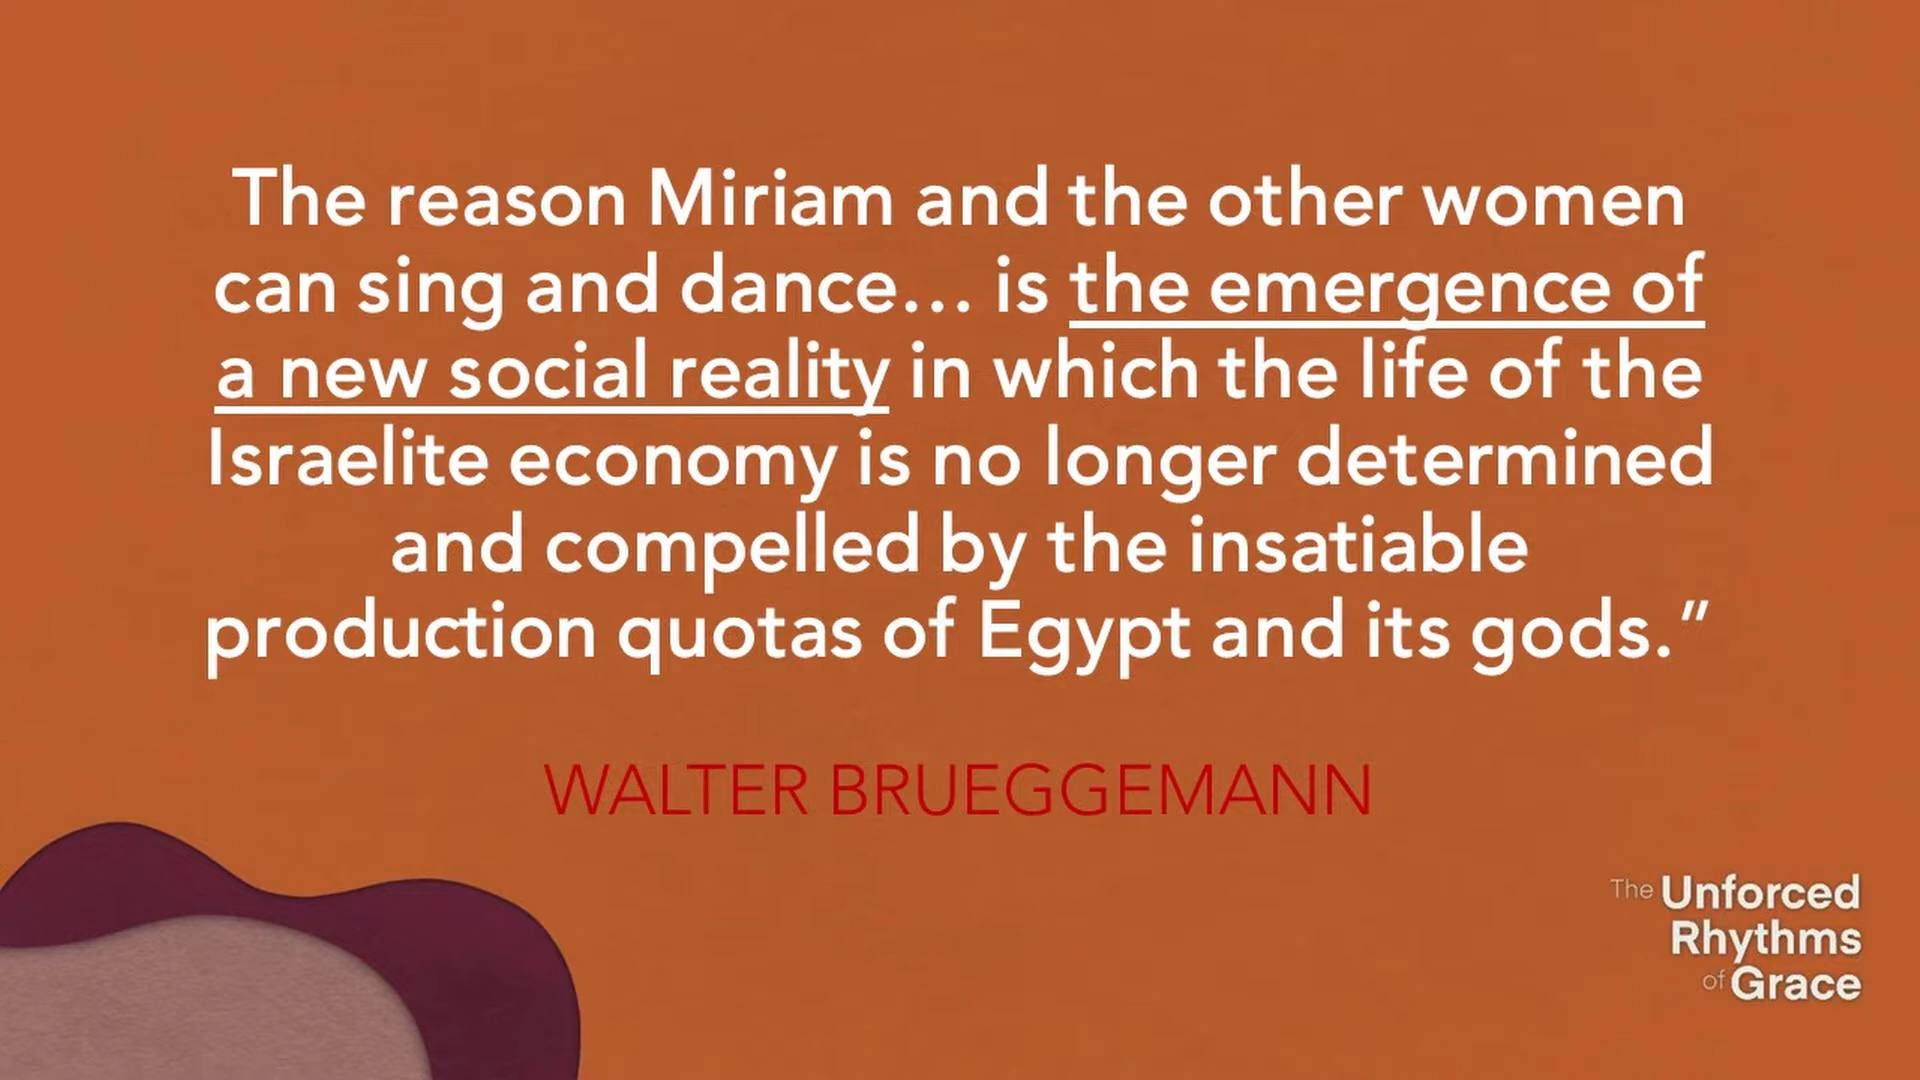 The reason Miriam and the other women
can sing and dance… is the emergence of
a new social reality in which the life of the
Israelite economy is no longer determined
and compelled by the insatiable
production quotas of Egypt and its gods.”
WALTER BRUEGGEMANN
The Unforced
Rhythms
of Grace